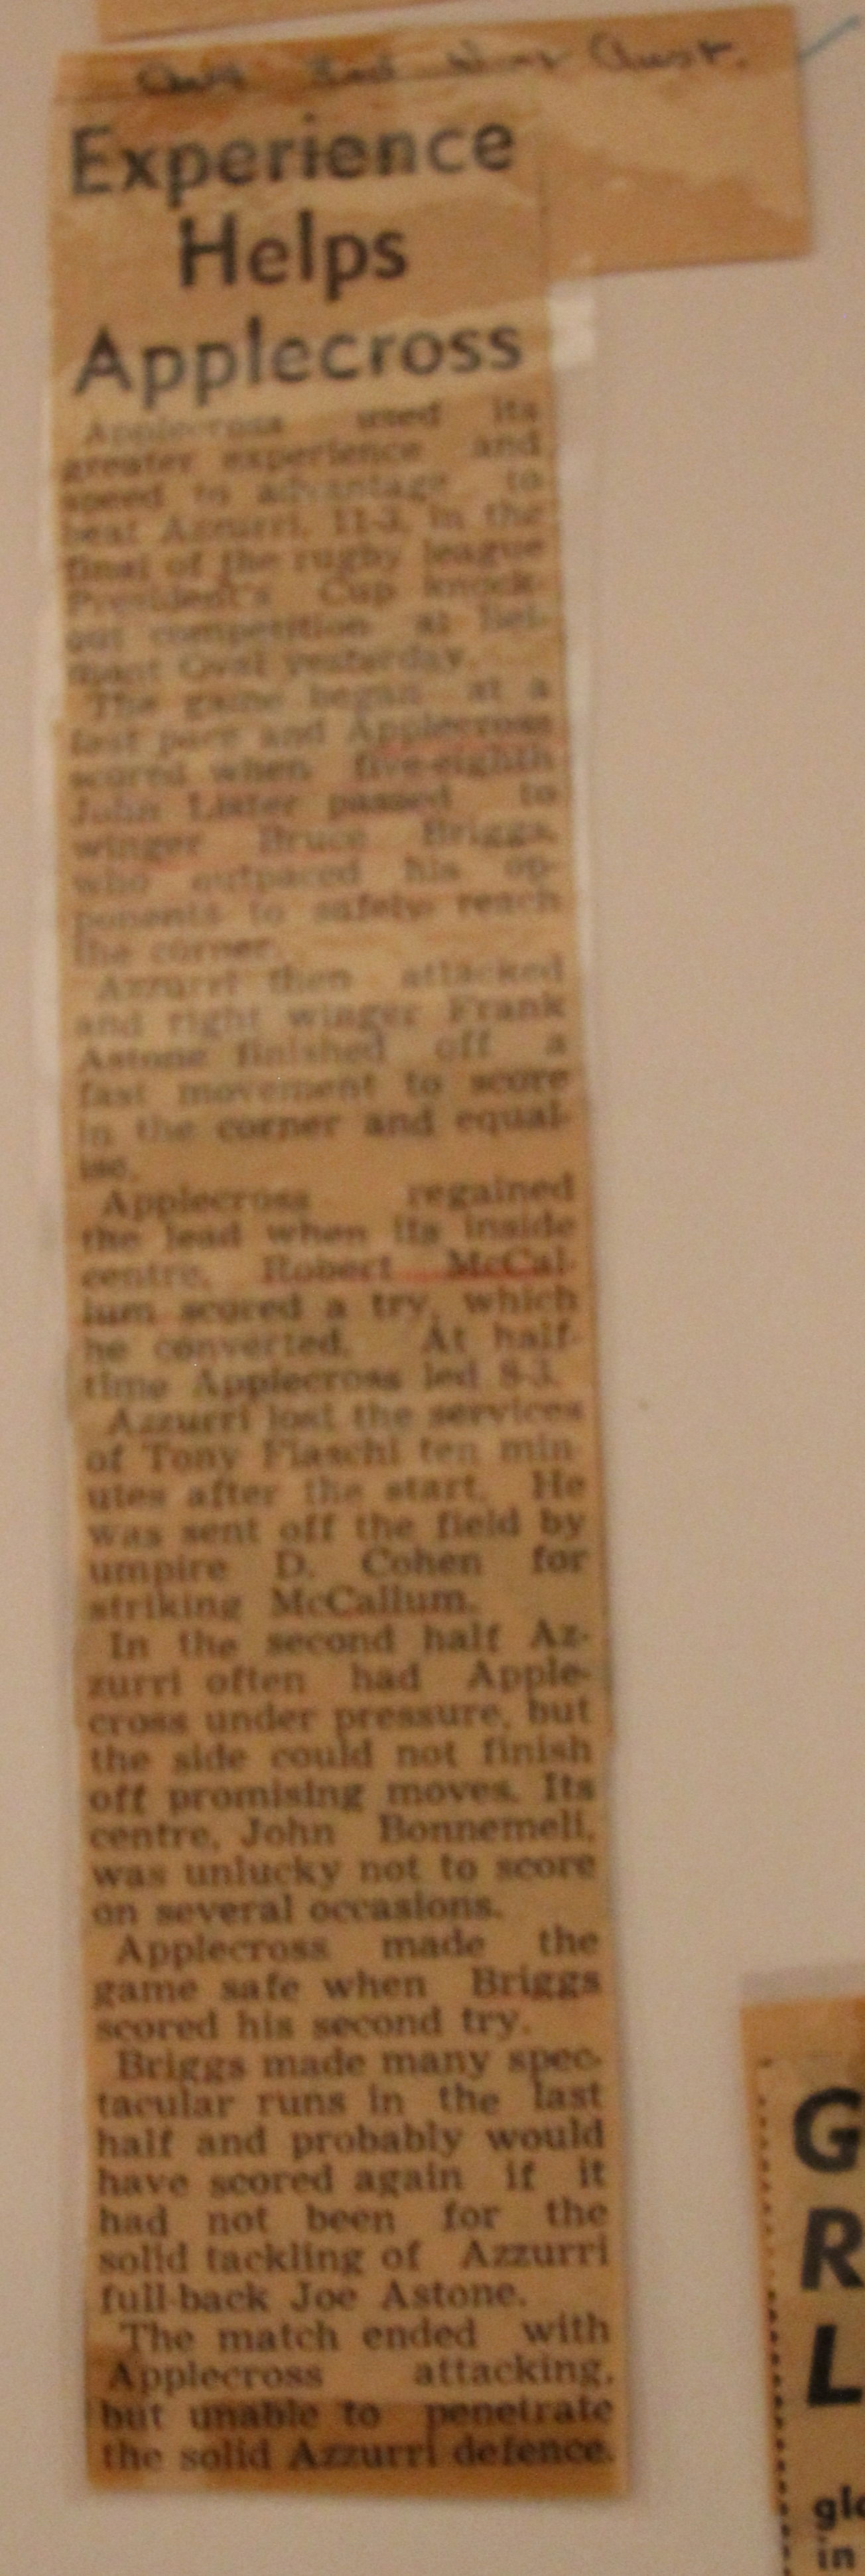 Aust.
Experience
Helps
Applecross
Applecross used its
greater experience and
speed to advantage to
beat Azzurri, 11-3, in the
final of the rugby league
President's Cup knock-
out competition at Bel-
mont Oval yesterday.
The game began at a
fast pace and Applecross
scored when five-eighth
John Lister passed to
winger Bruce Briggs,
who outpaced his op-
ponents to safely reach
the corner.
Azzurri then attacked
and right winger Frank
Astone finished off a
fast movement to score
in the corner and equal-
ise.
Applecross regained
the lead when its inside
centre, Robert McCal-
lum scored a try, which
he converted. At half-
time Applecross led 8-3.
Azzurri lost the services
of Tony Fiaschi ten min-
utes after the start. He
was sent off the field by
umpire D. Cohen for
striking McCallum.
In the second half Az-
zurri often had Apple-
cross under pressure, but
the side could not finish
off promising moves. Its
centre, John Bonnemeli,
was unlucky not to score
on several occasions.
Applecross made the
game safe when Briggs
scored his second try.
Briggs made many spec-
tacular runs in the last
half and probably would
have scored again if it
had not been for the
solid tackling of Azzurri
full-back Joe Astone.
The match ended with
Applecross attacking,
but unable to penetrate
the solid Azzurri defence.
G
R
L
glo
in